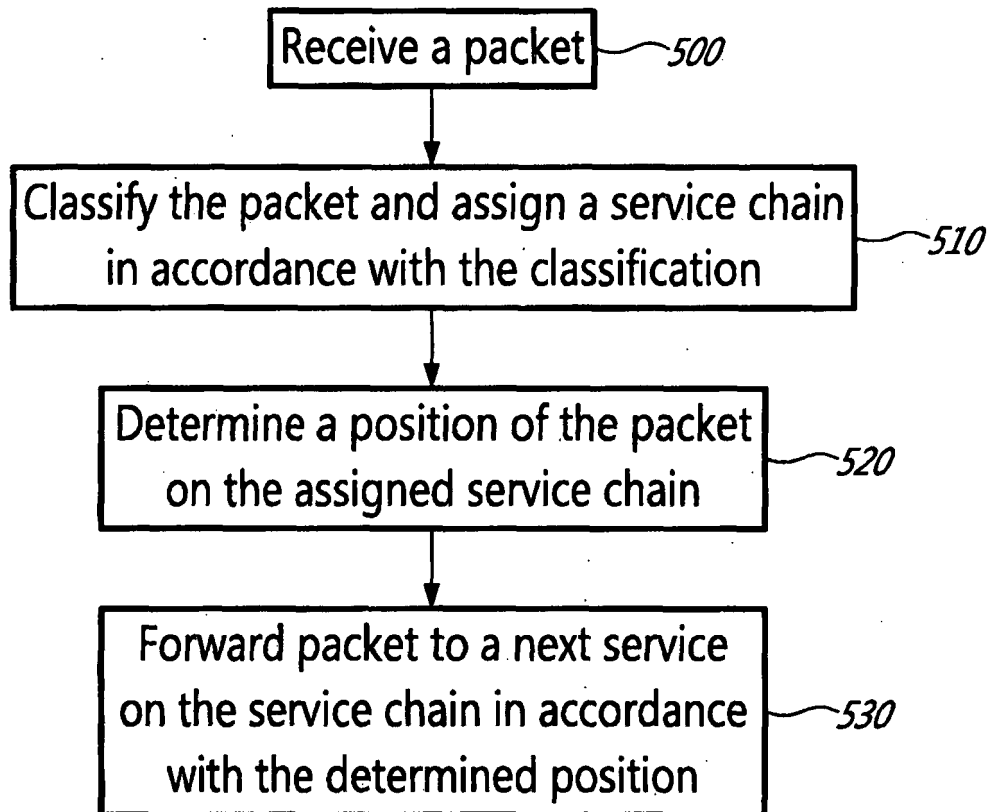 Receive a packet
500
Classify the packet and assign a service chain
in accordance with the classification
510
Determine a position of the packet
on the assigned service chain
520
Forward packet to a next service
on the service chain in accordance
with the determined position
530